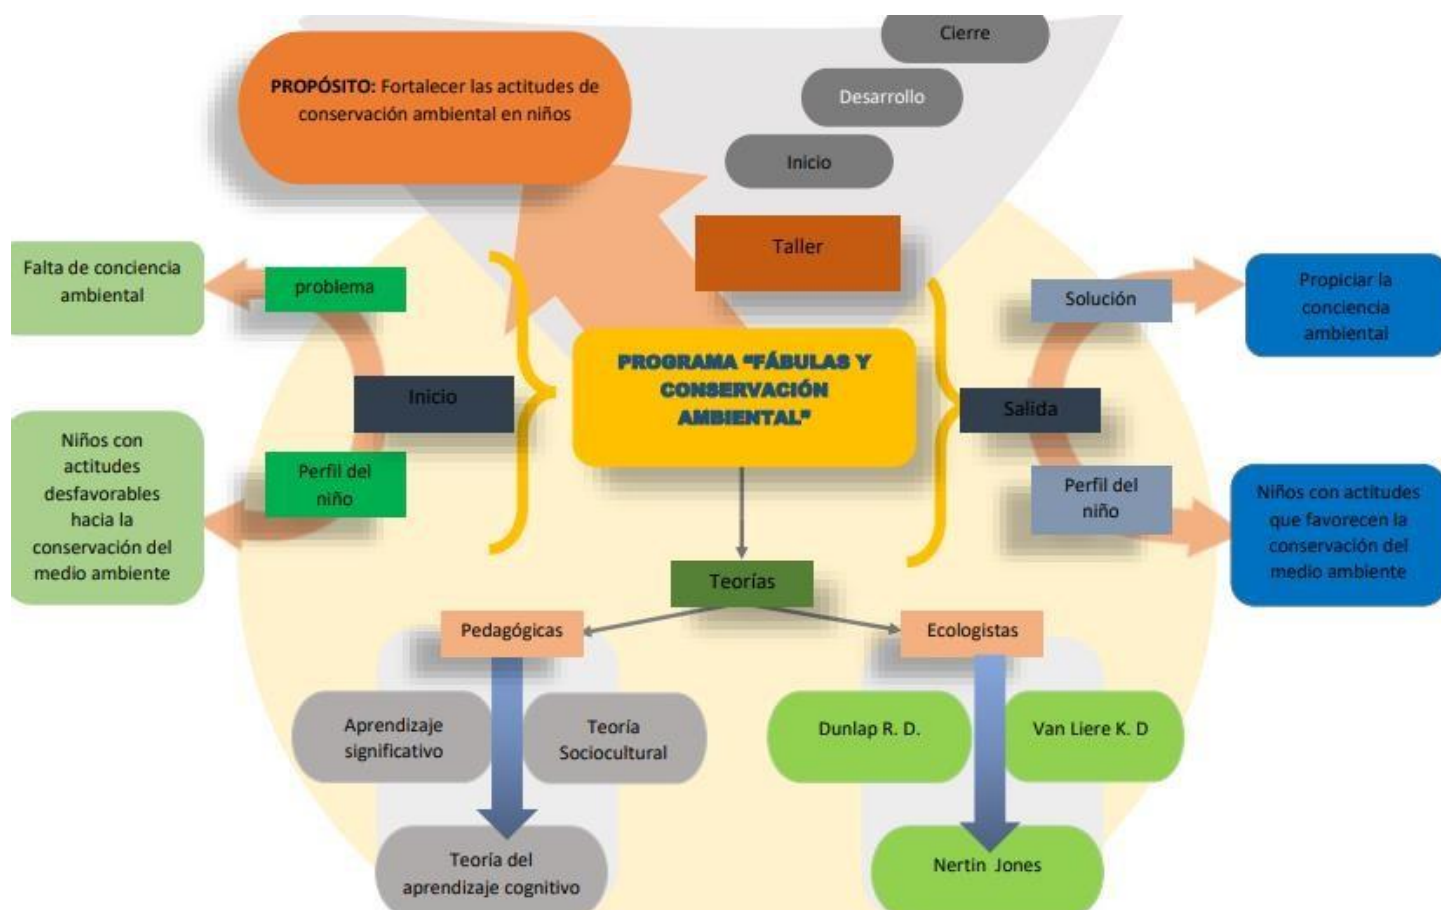 Cierre
PROPÓSITO: Fortalecer las actitudes de
conservación ambiental en niños
Desarrollo
Inicio
Taller
Falta de conciencia
ambiental
problema
Solución
Propiciar la
conciencia
ambiental
PROGRAMA “FÁBULAS Y
CONSERVACIÓN
AMBIENTAL”
Inicio
Salida
Niños con
actitudes
desfavorables
hacia la
conservación del
medio ambiente
Perfil del
niño
Perfil del
niño
Niños con actitudes
que favorecen la
conservación del
medio ambiente
Teorías
Pedagógicas
Ecologistas
Aprendizaje
significativo
Teoría
Sociocultural
Dunlap R. D.
Van Liere K. D
Teoría del
aprendizaje cognitivo
Nertin Jones